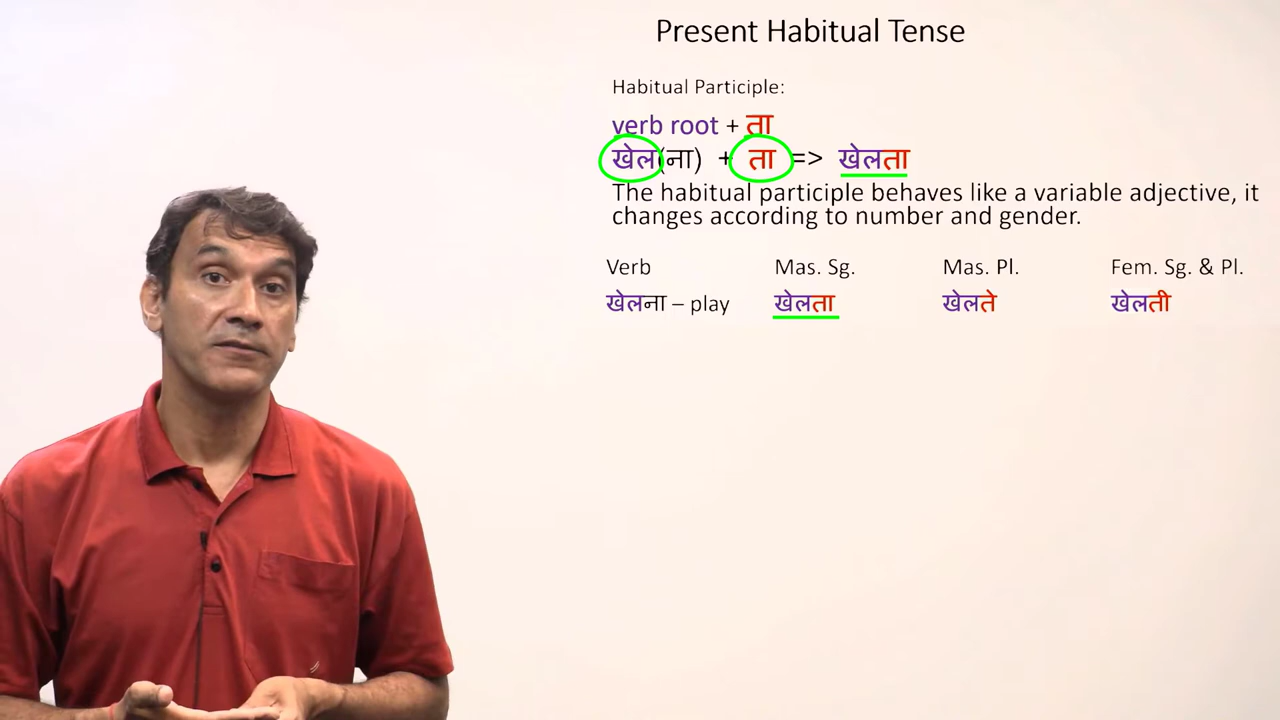 Present Habitual Tense
Habitual Participle:
verb root + ता
खेल(ना) + ता => खेलता
The habitual participle behaves like a variable adjective, it
changes according to number and gender.
Verb Mas. Sg. Mas. Pl. Fem. Sg. & Pl.
खेलना – play खेलता खेलते खेलती